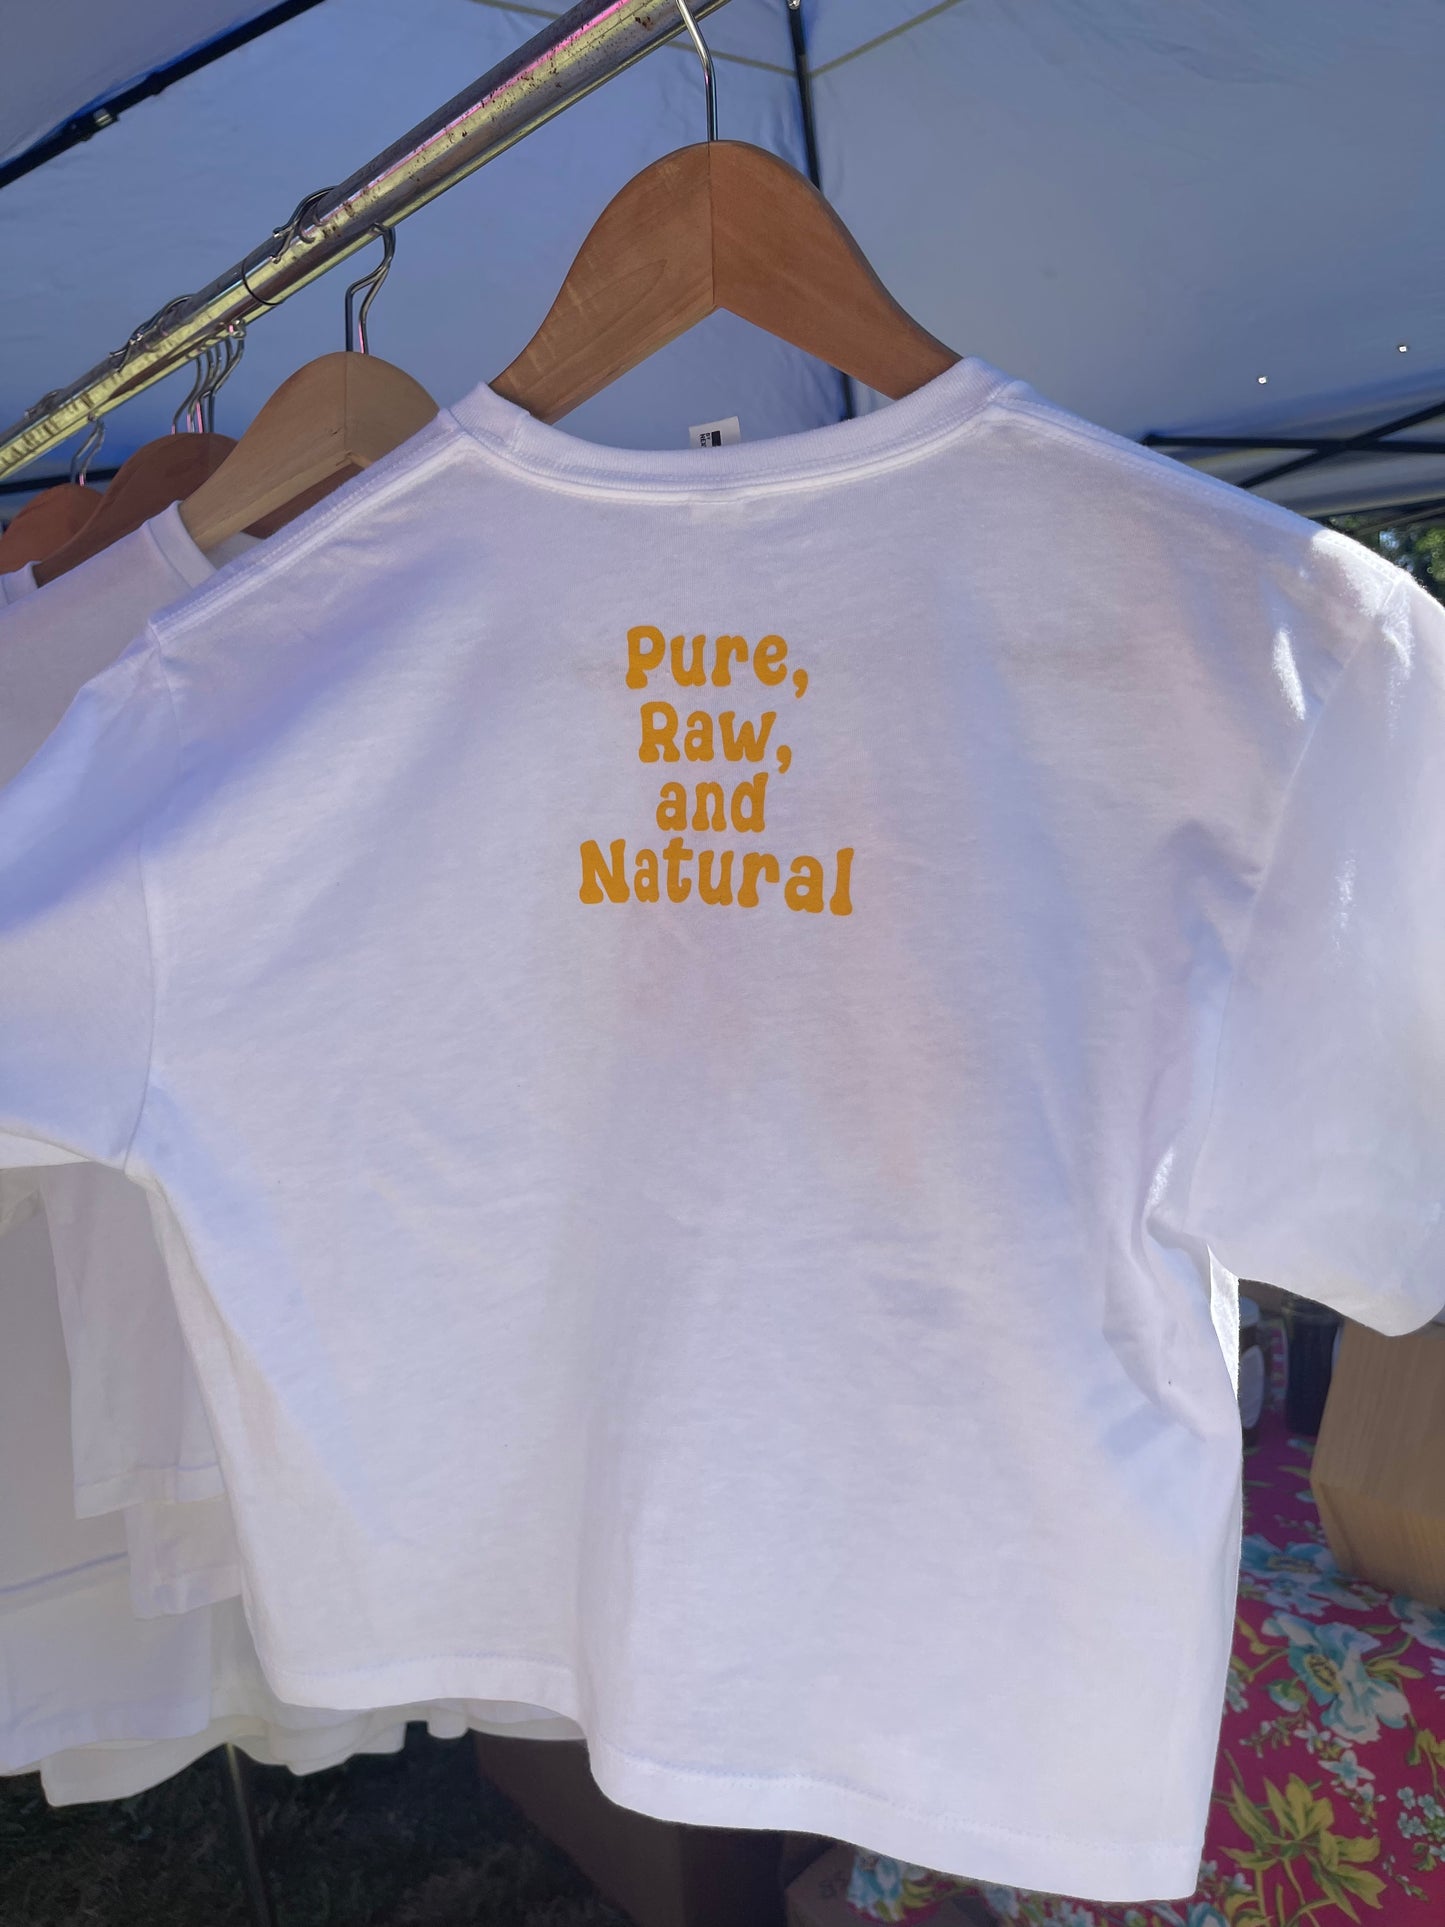 Pure,
Raw,
and
Natural